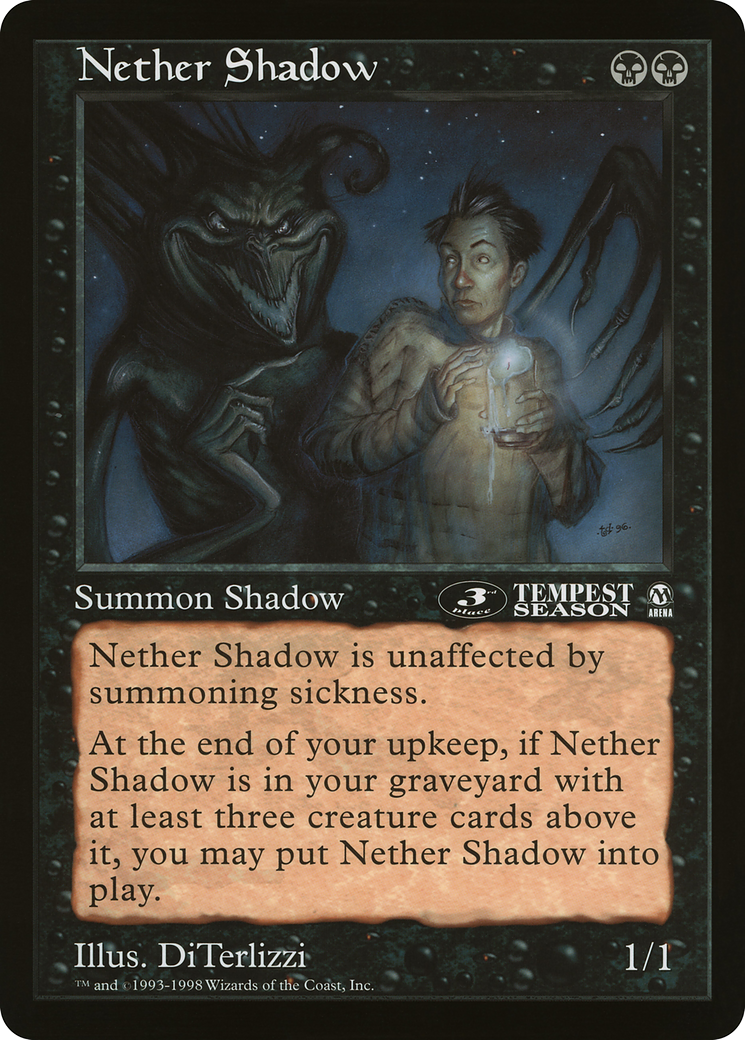 Nether Shadow
Summon Shadow
3rd place
TEMPEST
SEASON
ARENA
Nether Shadow is unaffected by
summoning sickness.
At the end of your upkeep, if Nether
Shadow is in your graveyard with
at least three creature cards above
it, you may put Nether Shadow into
play.
Illus. DiTerlizzi
1/1
™ and ©1993-1998 Wizards of the Coast, Inc.